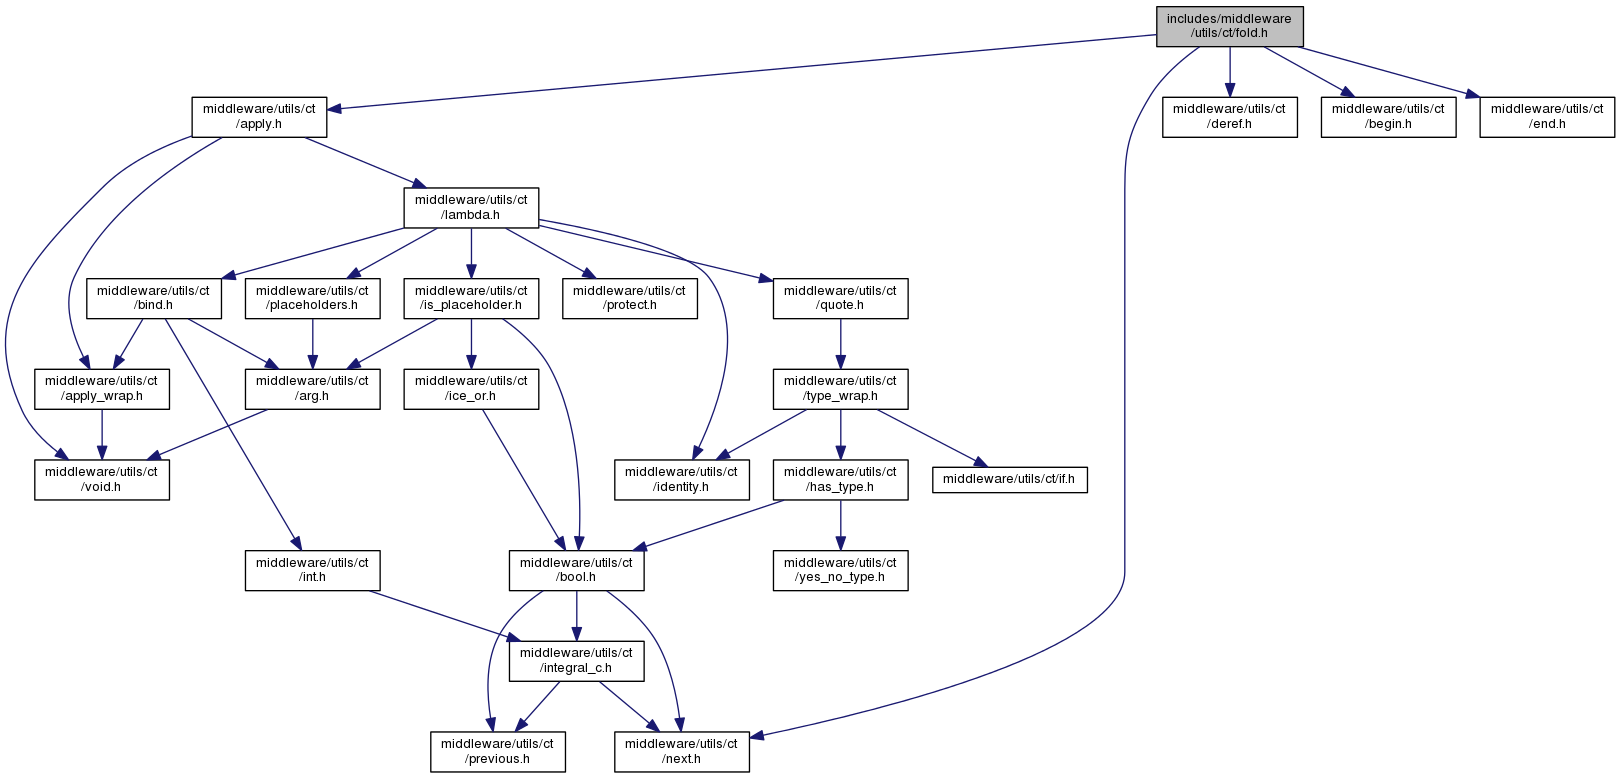 includes/middleware
/utils/ct/fold.h
middleware/utils/ct
/apply.h
middleware/utils/ct
/deref.h
middleware/utils/ct
/begin.h
middleware/utils/ct
/end.h
middleware/utils/ct
/lambda.h
middleware/utils/ct
/bind.h
middleware/utils/ct
/placeholders.h
middleware/utils/ct
/is_placeholder.h
middleware/utils/ct
/protect.h
middleware/utils/ct
/quote.h
middleware/utils/ct
/apply_wrap.h
middleware/utils/ct
/arg.h
middleware/utils/ct
/ice_or.h
middleware/utils/ct
/type_wrap.h
middleware/utils/ct
/void.h
middleware/utils/ct
/identity.h
middleware/utils/ct
/has_type.h
middleware/utils/ct/if.h
middleware/utils/ct
/int.h
middleware/utils/ct
/bool.h
middleware/utils/ct
/yes_no_type.h
middleware/utils/ct
/integral_c.h
middleware/utils/ct
/previous.h
middleware/utils/ct
/next.h